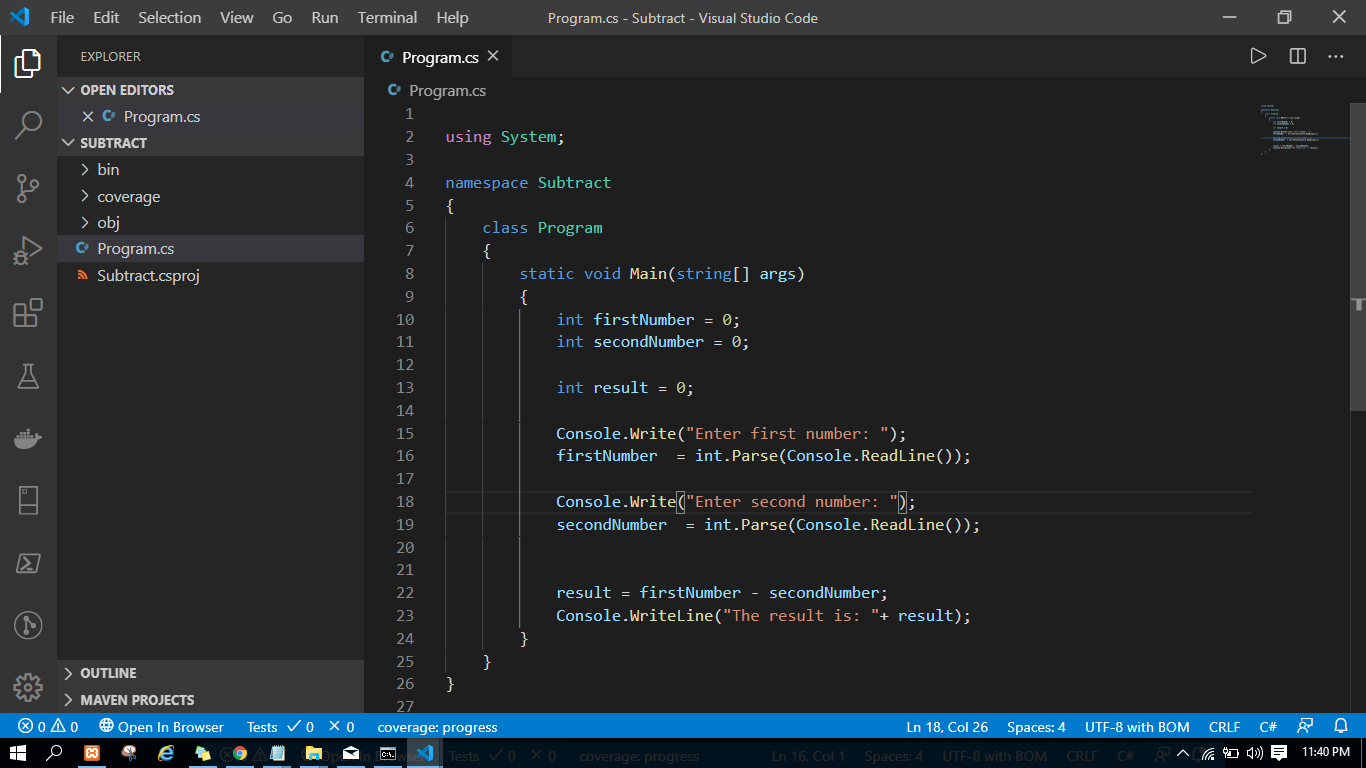 File Edit Selection View Go Run Terminal Help Program.cs - Subtract - Visual Studio Code
EXPLORER
OPEN EDITORS
Program.cs
SUBTRACT
bin
coverage
obj
Program.cs
Subtract.csproj
OUTLINE
MAVEN PROJECTS
Program.cs
Program.cs
1
2 using System;
3
4 namespace Subtract
5 {
6 class Program
7 {
8 static void Main(string[] args)
9 {
10 int firstNumber = 0;
11 int secondNumber = 0;
12
13 int result = 0;
14
15 Console.Write("Enter first number: ");
16 firstNumber  = int.Parse(Console.ReadLine());
17
18 Console.Write("Enter second number: ");
19 secondNumber  = int.Parse(Console.ReadLine());
20
21
22 result = firstNumber - secondNumber;
23 Console.WriteLine("The result is: "+ result);
24 }
25 }
26 }
27
0 0 Open In Browser Tests 0 0 coverage: progress Ln 18, Col 26 Spaces: 4 UTF-8 with BOM CRLF C#
Tests 0 0 coverage: progress Ln 16, Col 1 Spaces: 4 UTF-8 with BOM CRLF C#
11:40 PM